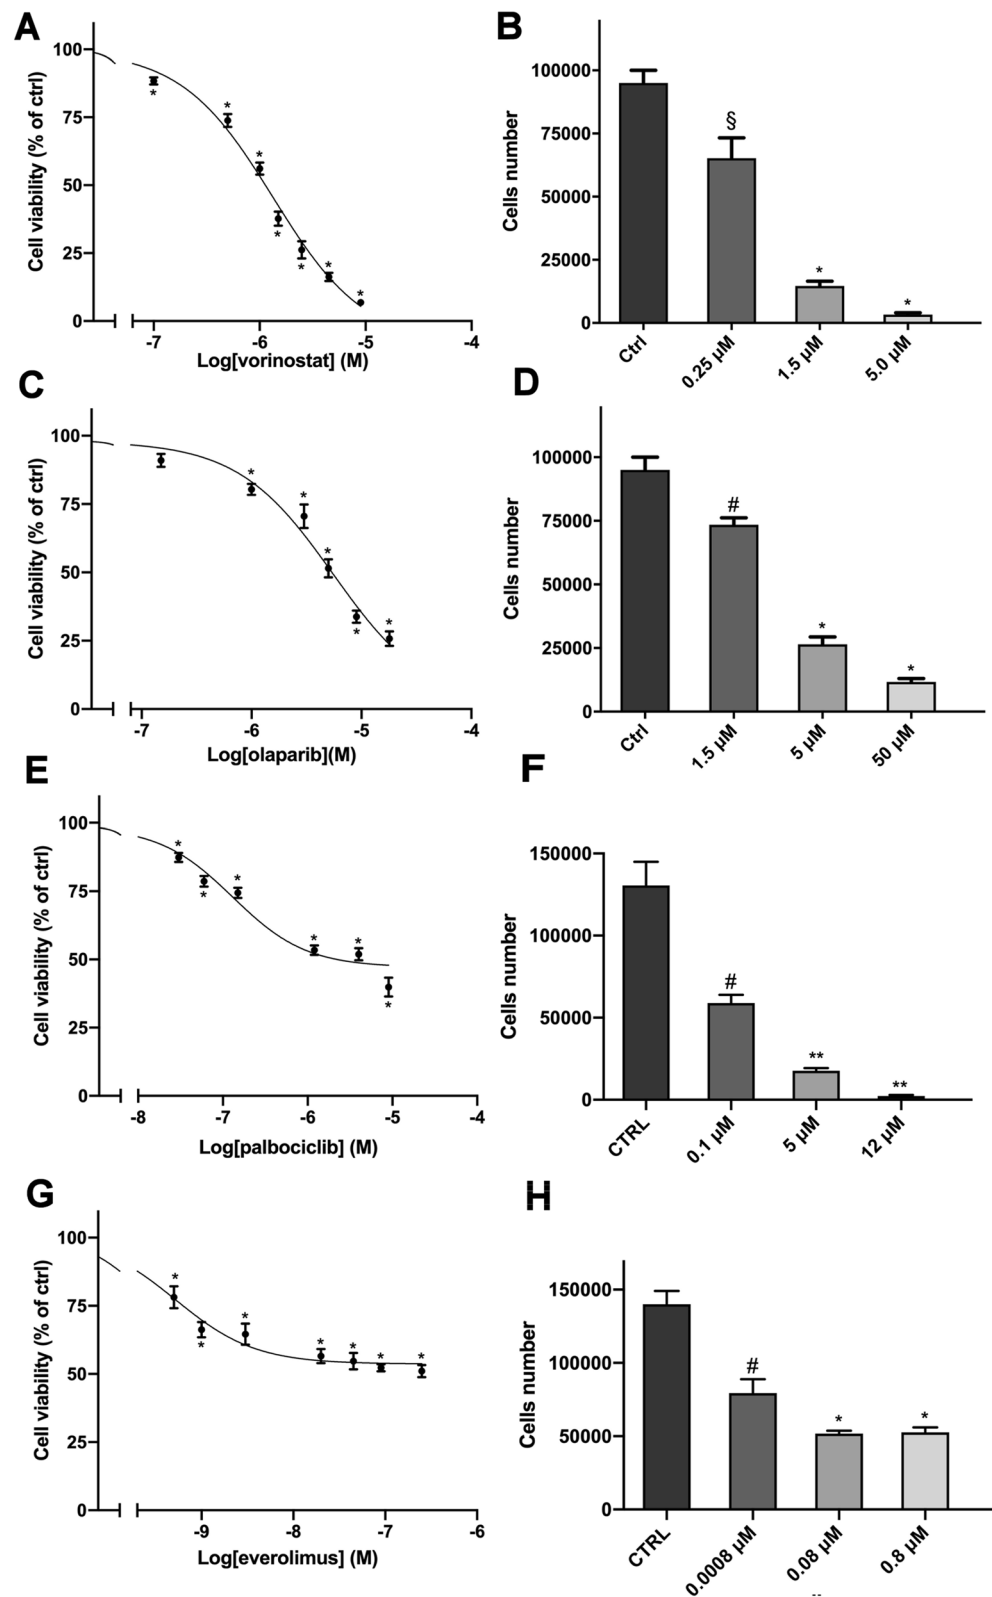 A
Cell viability (% of ctrl)
100
*
*
75
*
50
*
*
25
*
*
0
-7
-6
-5
-4
Log[vorinostat] (M)
B
Cells number
100000
§
75000
50000
25000
*
*
0
Ctrl
0.25 μM
1.5 μM
5.0 μM
C
Cell viability (% of ctrl)
100
*
*
75
*
50
*
*
25
0
-7
-6
-5
-4
Log[olaparib](M)
D
Cells number
100000
#
75000
50000
*
25000
*
0
Ctrl
1.5 μM
5 μM
50 μM
E
Cell viability (% of ctrl)
100
*
*
*
75
*
*
50
*
25
0
-8
-7
-6
-5
-4
Log[palbociclib] (M)
F
Cells number
150000
100000
#
50000
**
**
0
CTRL
0.1 μM
5 μM
12 μM
G
Cell viability (% of ctrl)
100
*
75
*
*
*
*
*
*
50
25
0
-9
-8
-7
-6
Log[everolimus] (M)
H
Cells number
150000
100000
#
*
*
50000
0
CTRL
0.0008 μM
0.08 μM
0.8 μM